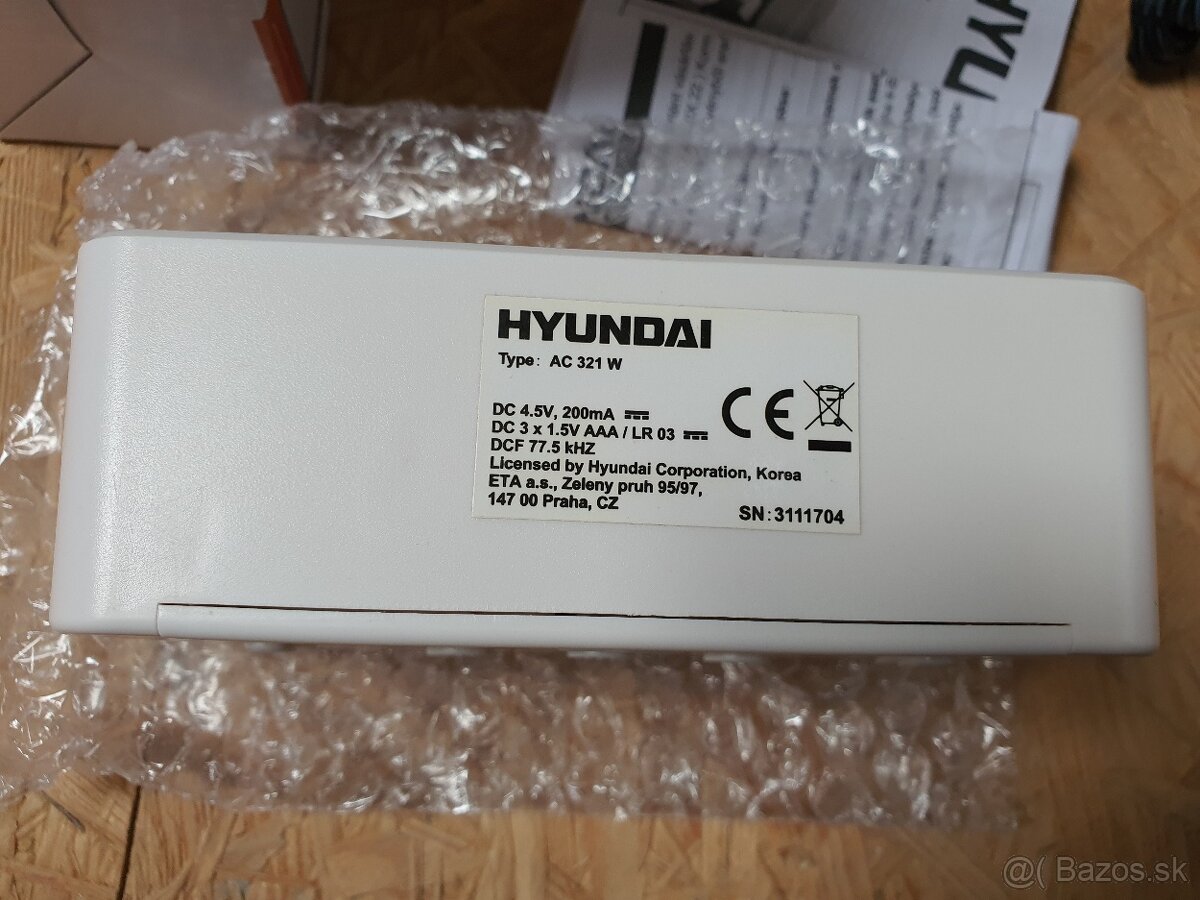 HYU
HYUNDAI
Type: AC 321 W
DC 4.5V, 200mA
DC 3 x 1.5V AAA / LR 03
DCF 77.5 kHZ
Licensed by Hyundai Corporation, Korea
ETA a.s., Zeleny pruh 95/97,
147 00 Praha, CZ
SN: 3111704
CE
@( Bazos.sk